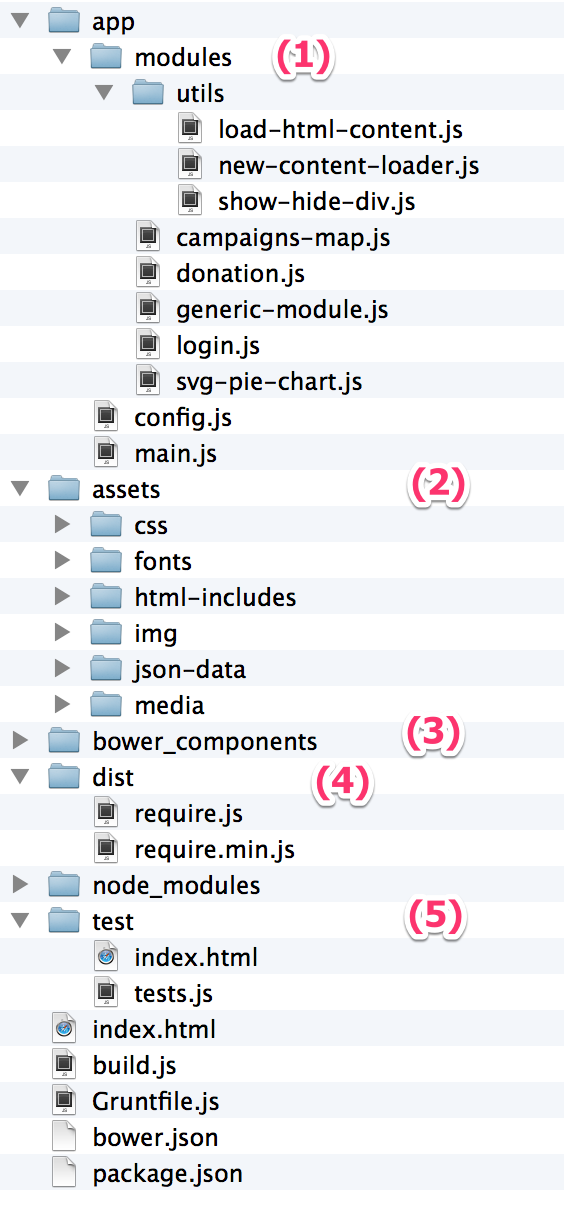 app
modules (1)
utils
load-html-content.js
new-content-loader.js
show-hide-div.js
campaigns-map.js
donation.js
generic-module.js
login.js
svg-pie-chart.js
config.js
main.js
assets (2)
css
fonts
html-includes
img
json-data
media
bower_components (3)
dist (4)
require.js
require.min.js
node_modules
test (5)
index.html
tests.js
index.html
build.js
Gruntfile.js
bower.json
package.json